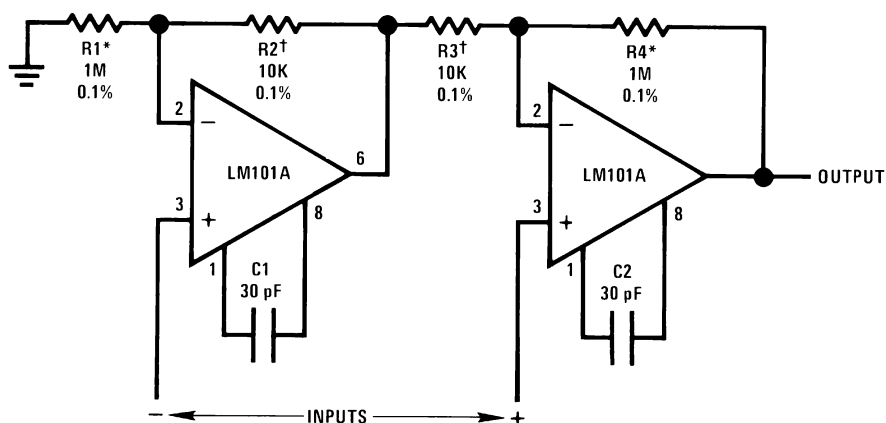 R1*
1M
0.1%
R2†
10K
0.1%
R3†
10K
0.1%
R4*
1M
0.1%
2
−
LM101A
6
3
+
8
1
C1
30 pF
2
−
LM101A
OUTPUT
3
+
8
1
C2
30 pF
− INPUTS +